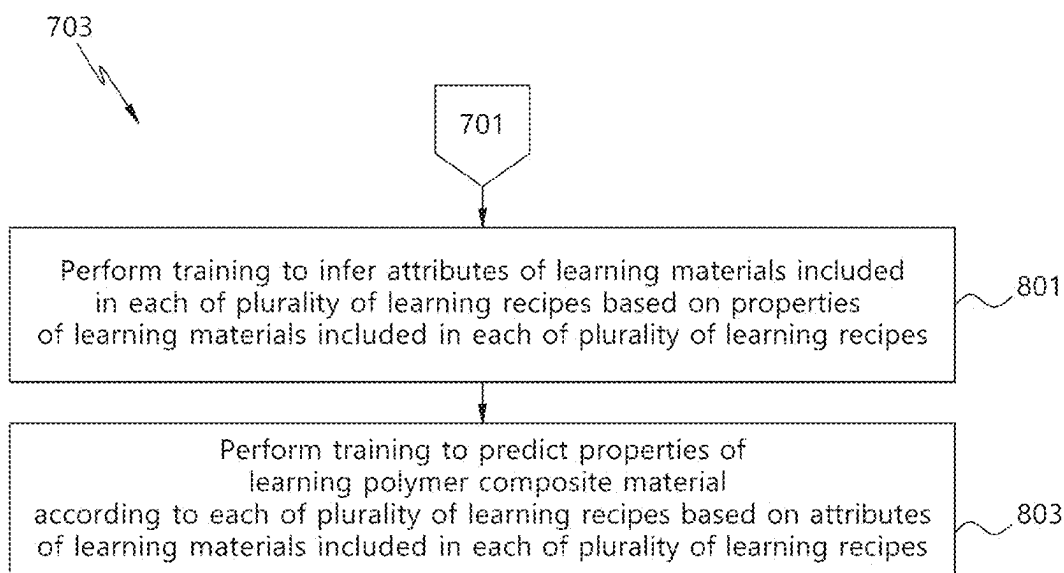 703
701
Perform training to infer attributes of learning materials included
in each of plurality of learning recipes based on properties
of learning materials included in each of plurality of learning recipes
801
Perform training to predict properties of
learning polymer composite material
according to each of plurality of learning recipes based on attributes
of learning materials included in each of plurality of learning recipes
803